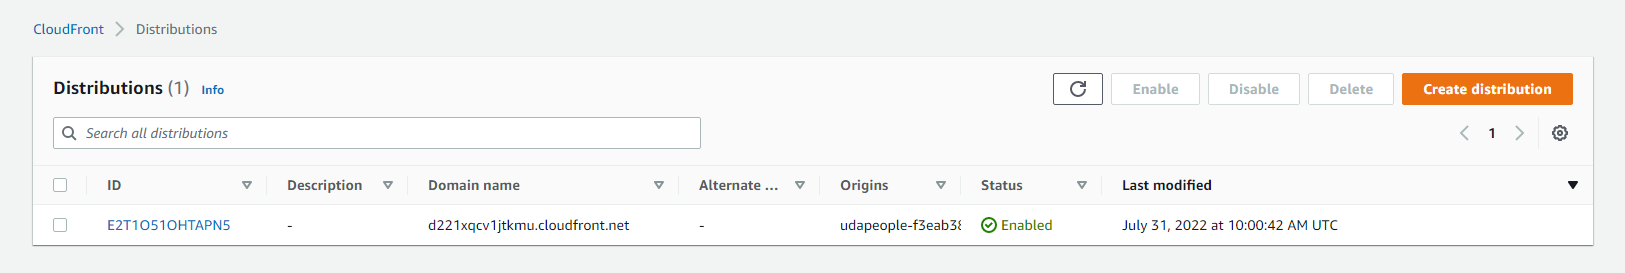 CloudFront > Distributions
Distributions (1) Info
Enable Disable Delete Create distribution
Search all distributions
1
ID Description Domain name Alternate ... Origins Status Last modified
E2T1O51OHTAPN5 - d221xqcv1jtkmu.cloudfront.net - udapeople-f3eab38 Enabled July 31, 2022 at 10:00:42 AM UTC